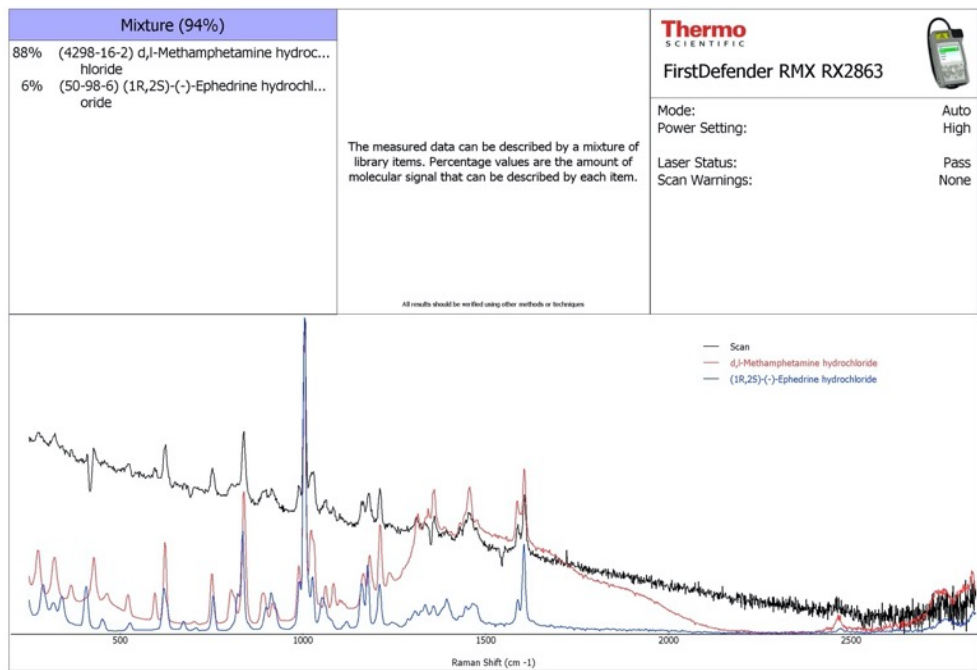 Mixture (94%)
88% (4298-16-2) d,l-Methamphetamine hydroc...
hloride
6% (50-98-6) (1R,2S)-(-)-Ephedrine hydrochl...
oride
The measured data can be described by a mixture of
library items. Percentage values are the amount of
molecular signal that can be described by each item.
All results should be verified using other methods or techniques
Thermo
SCIENTIFIC
FirstDefender RMX RX2863
Mode: Auto
Power Setting: High
Laser Status: Pass
Scan Warnings: None
Scan
d,l-Methamphetamine hydrochloride
(1R,2S)-(-)-Ephedrine hydrochloride
500 1000 1500 2000 2500
Raman Shift (cm -1)